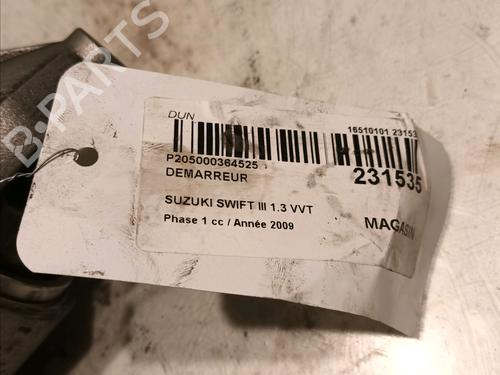 B-PARTS
DUN
16510101 23153
P205000364525
DEMARREUR
231535
SUZUKI SWIFT III 1.3 VVT
Phase 1 cc / Année 2009
MAGASIN